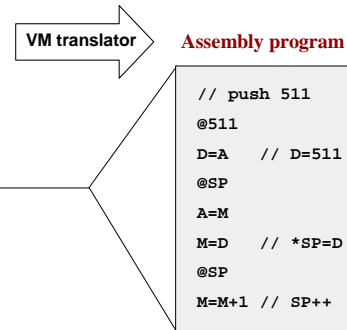 VM translator
Assembly program
// push 511
@511
D=A // D=511
@SP
A=M
M=D // *SP=D
@SP
M=M+1 // SP++